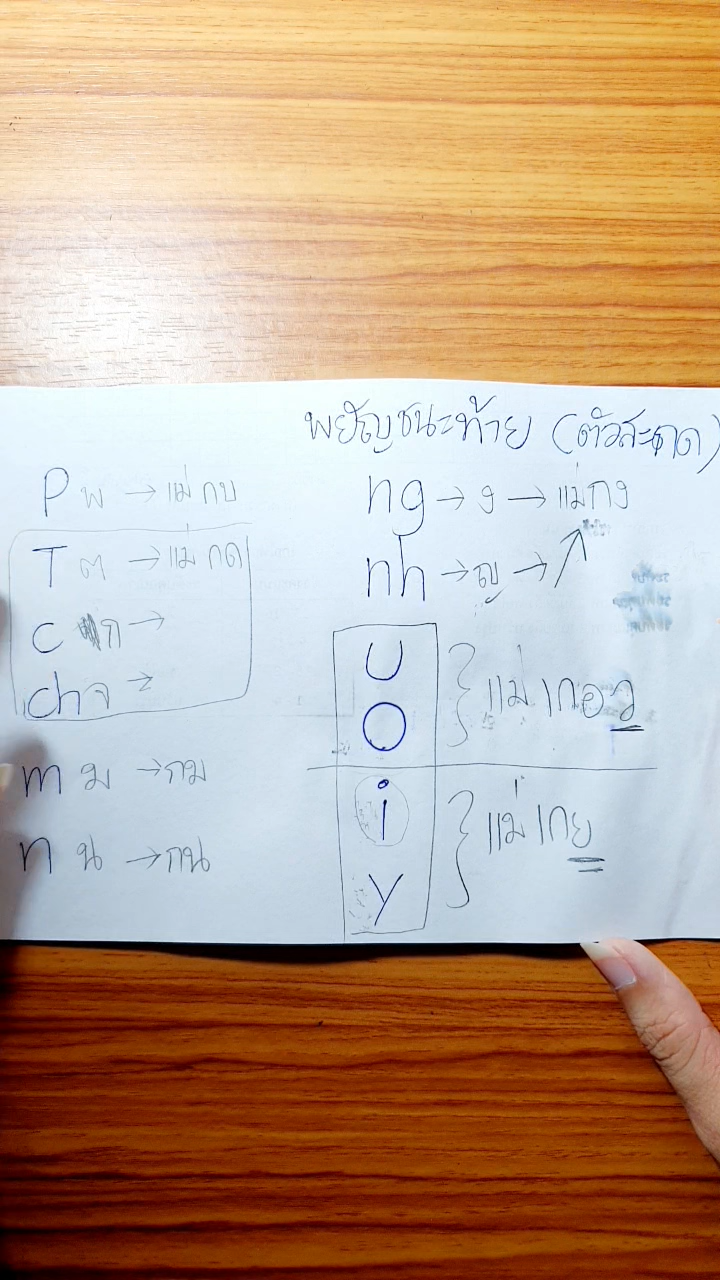 พยัญชนะท้าย (ตัวสะกด)
P พ → แม่ กบ
T ต → แม่ กด
c ก →
ch จ →
m ม → กม
n น → กน
ng → ง → แม่กง
nh → ญ → ↗
U
O
} แม่ เกอว
i
y
} แม่ เกย